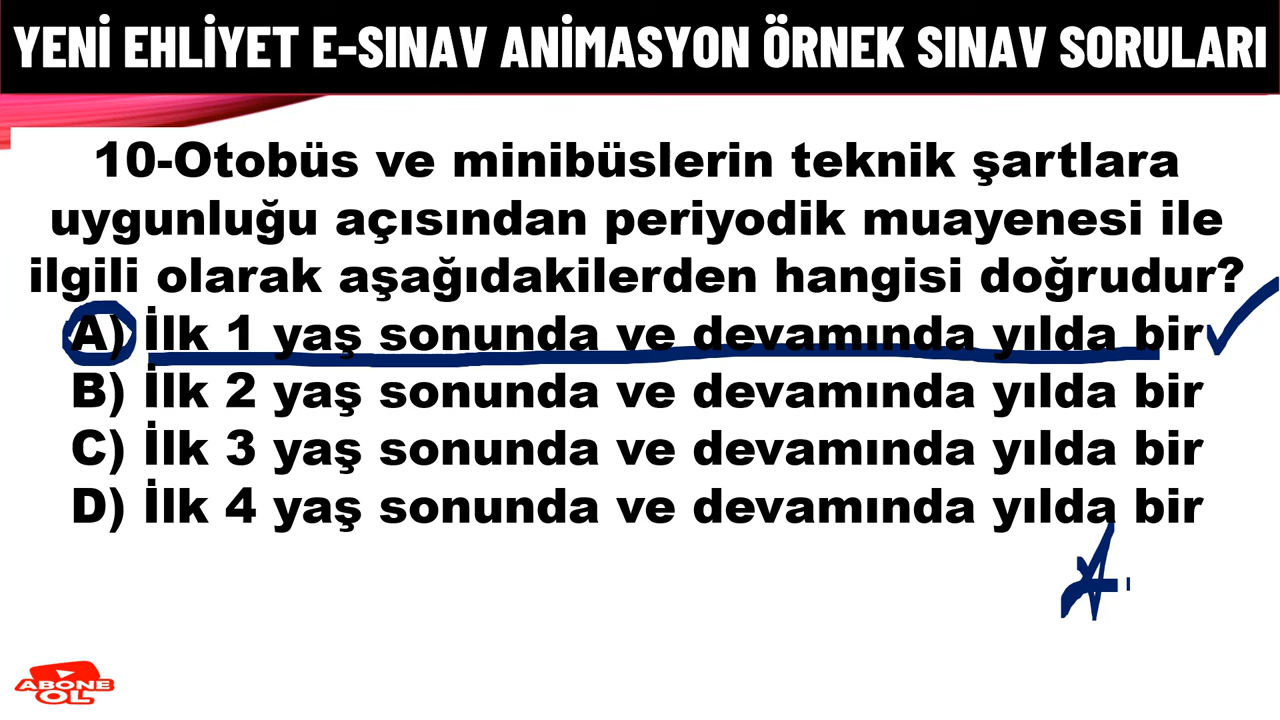 YENİ EHLİYET E-SINAV ANİMASYON ÖRNEK SINAV SORULARI
10-Otobüs ve minibüslerin teknik şartlara
uygunluğu açısından periyodik muayenesi ile
ilgili olarak aşağıdakilerden hangisi doğrudur?
A) İlk 1 yaş sonunda ve devamında yılda bir
B) İlk 2 yaş sonunda ve devamında yılda bir
C) İlk 3 yaş sonunda ve devamında yılda bir
D) İlk 4 yaş sonunda ve devamında yılda bir
A
ABONE
OL